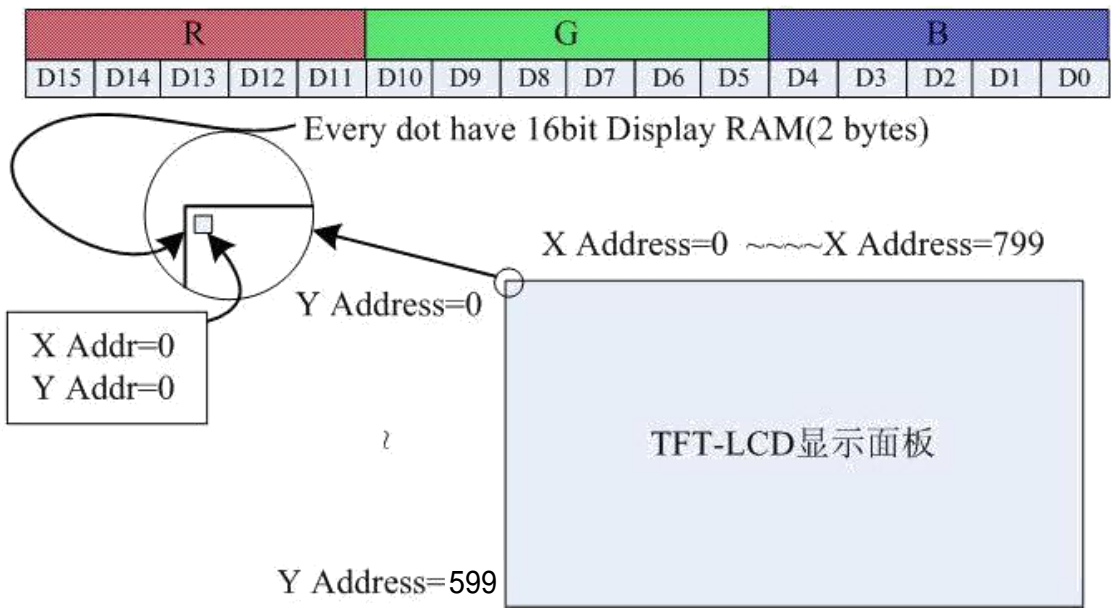 R G B
D15 D14 D13 D12 D11 D10 D9 D8 D7 D6 D5 D4 D3 D2 D1 D0
Every dot have 16bit Display RAM(2 bytes)
X Address=0 ~~~~X Address=799
Y Address=0
X Addr=0
Y Addr=0
~
TFT-LCD显示面板
Y Address=599